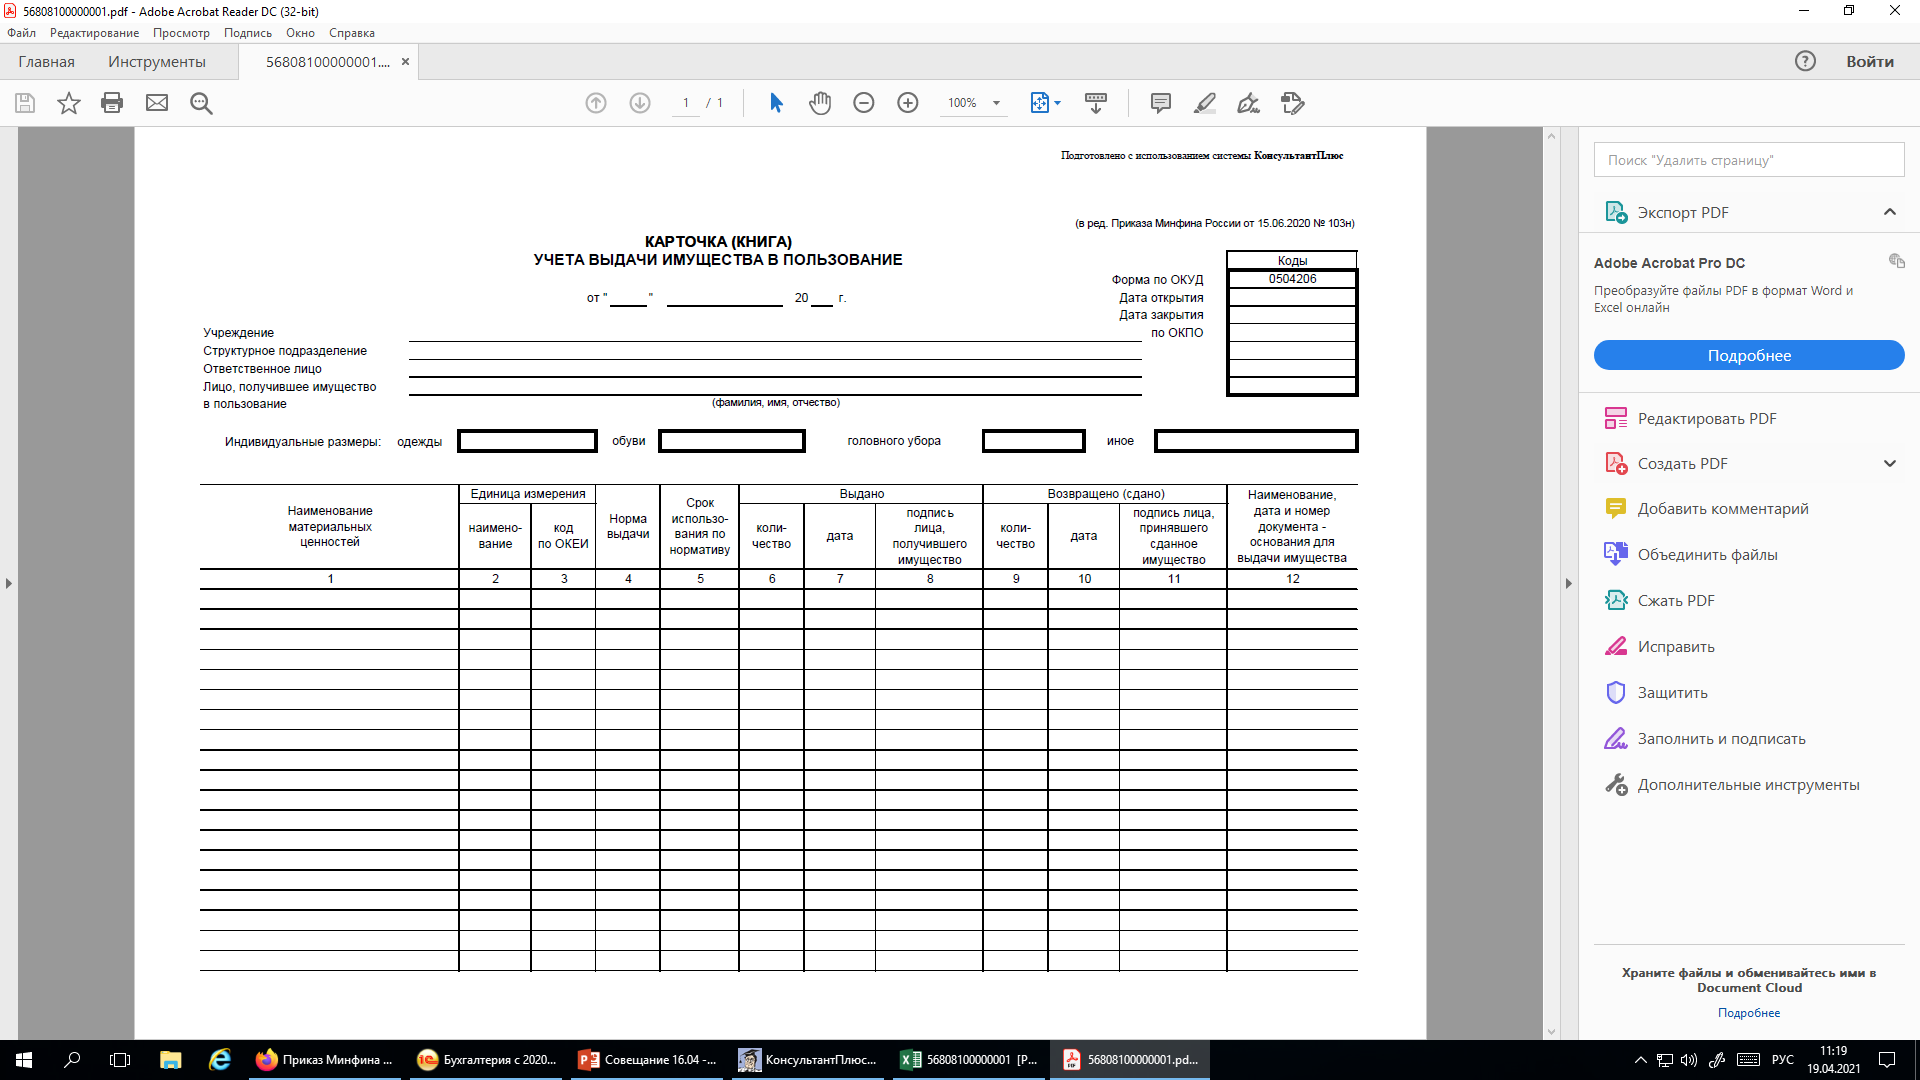 56808100000001.pdf - Adobe Acrobat Reader DC (32-bit)
Файл Редактирование Просмотр Подпись Окно Справка
Главная Инструменты 56808100000001.... × Войти
1 / 1 100%
Подготовлено с использованием системы КонсультантПлюс
(в ред. Приказа Минфина России от 15.06.2020 № 103н)
КАРТОЧКА (КНИГА)
УЧЕТА ВЫДАЧИ ИМУЩЕСТВА В ПОЛЬЗОВАНИЕ
Коды
Форма по ОКУД 0504206
от " " 20 г.
Дата открытия
Дата закрытия
Учреждение по ОКПО
Структурное подразделение
Ответственное лицо
Лицо, получившее имущество
в пользование
(фамилия, имя, отчество)
Индивидуальные размеры: одежды обуви головного убора иное
Наименование
материальных
ценностей
Единица измерения
наимено-
вание
код
по ОКЕИ
Норма
выдачи
Срок
использо-
вания по
нормативу
Выдано
коли-
чество
дата
подпись
лица,
получившего
имущество
Возвращено (сдано)
коли-
чество
дата
подпись лица,
принявшего
сданное
имущество
Наименование,
дата и номер
документа -
основания для
выдачи имущества
1 2 3 4 5 6 7 8 9 10 11 12
Поиск "Удалить страницу"
Экспорт PDF
Adobe Acrobat Pro DC
Преобразуйте файлы PDF в формат Word и
Excel онлайн
Подробнее
Редактировать PDF
Создать PDF
Добавить комментарий
Объединить файлы
Сжать PDF
Исправить
Защитить
Заполнить и подписать
Дополнительные инструменты
Храните файлы и обменивайтесь ими в
Document Cloud
Подробнее
Приказ Минфина ... Бухгалтерия с 2020... Совещание 16.04 -... КонсультантПлюс... 56808100000001 [Р... 56808100000001.pd... РУС
11:19
19.04.2021